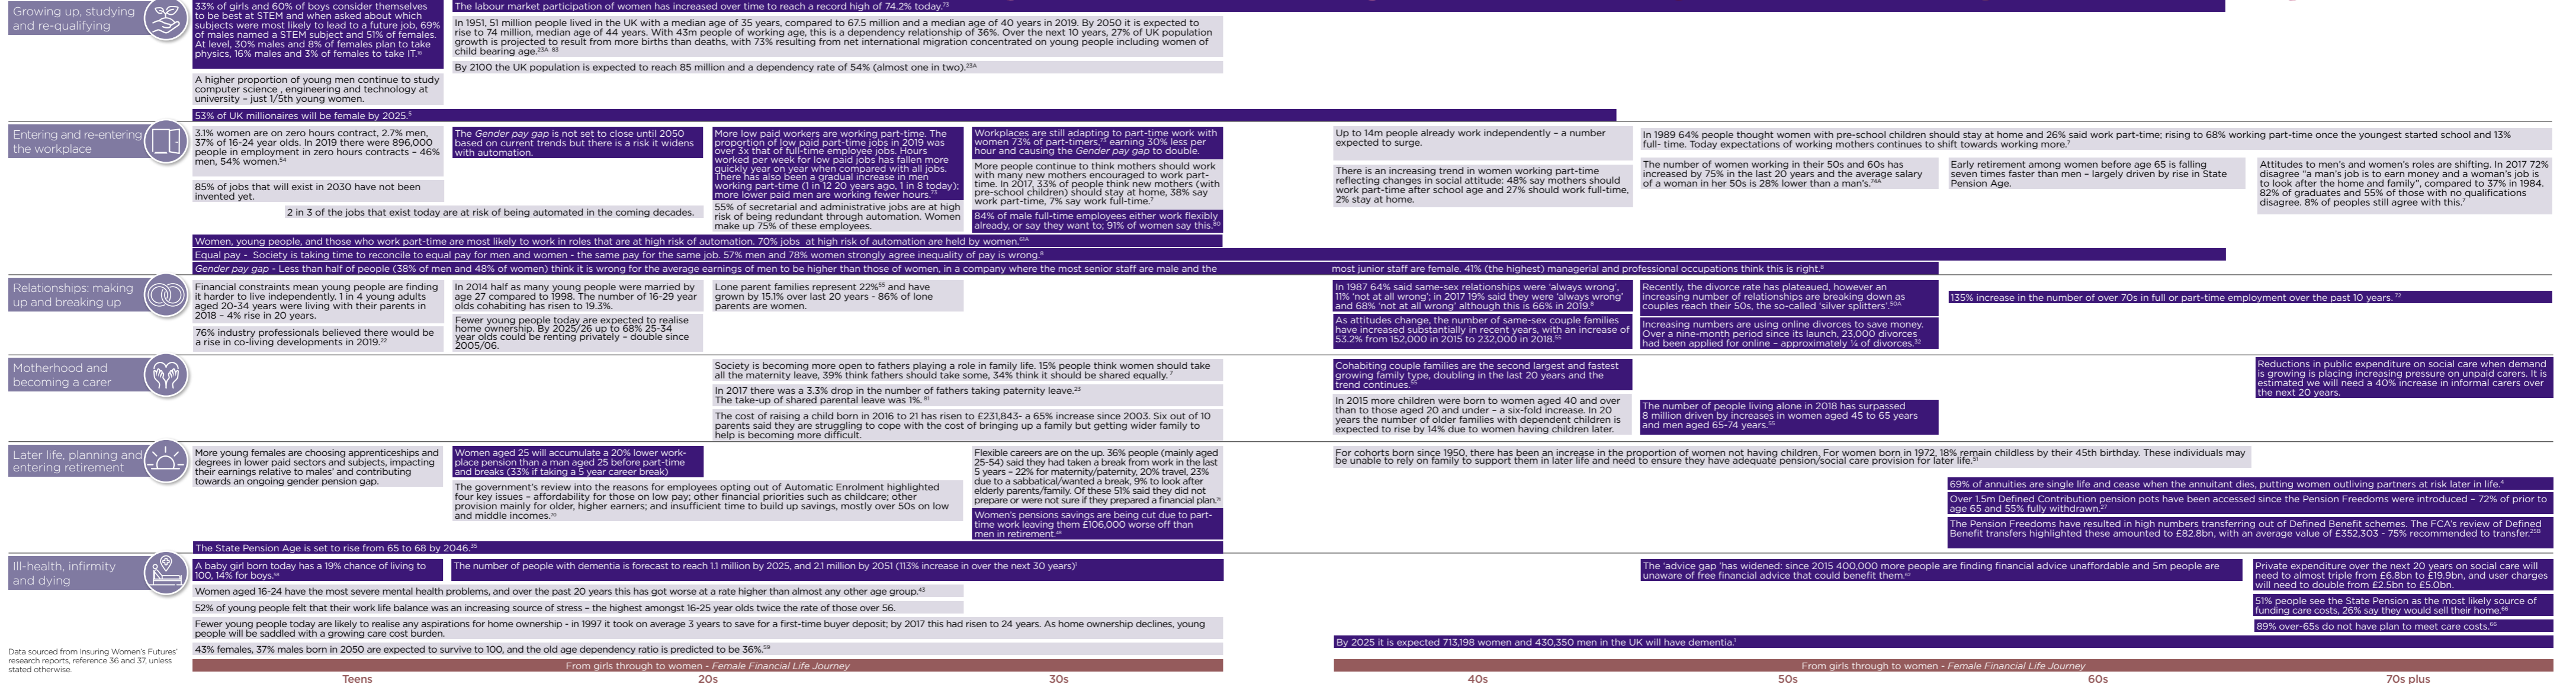 Growing up, studying
and re-qualifying
33% of girls and 60% of boys consider themselves
to be best at STEM and when asked about which
subjects were most likely to lead to a future job, 69%
of males named a STEM subject and 51% of females.
At level, 30% males and 8% of females plan to take
physics, 16% males and 3% of females to take IT.
A higher proportion of young men continue to study
computer science , engineering and technology at
university – just 1/5th young women.
The labour market participation of women has increased over time to reach a record high of 74.2% today.73
In 1951, 51 million people lived in the UK with a median age of 35 years, compared to 67.5 million and a median age of 40 years in 2019. By 2050 it is expected to
rise to 74 million, median age of 44 years. With 43m people of working age, this is a dependency relationship of 36%. Over the next 10 years, 27% of UK population
growth is projected to result from more births than deaths, with 73% resulting from net international migration concentrated on young people including women of
child bearing age.23A 83
By 2100 the UK population is expected to reach 85 million and a dependency rate of 54% (almost one in two).23A
53% of UK millionaires will be female by 2025.5
Entering and re-entering
the workplace
3.1% women are on zero hours contract, 2.7% men,
37% of 16-24 year olds. In 2019 there were 896,000
people in employment in zero hours contracts – 46%
men, 54% women.54
85% of jobs that will exist in 2030 have not been
invented yet.
The Gender pay gap is not set to close until 2050
based on current trends but there is a risk it widens
with automation.
2 in 3 of the jobs that exist today are at risk of being automated in the coming decades.
More low paid workers are working part-time. The
proportion of low paid part-time jobs in 2019 was
over 3x that of full-time employee jobs. Hours
worked per week for low paid jobs has fallen more
quickly year on year when compared with all jobs.
There has also been a gradual increase in men
working part-time (1 in 12 20 years ago, 1 in 8 today);
more lower paid men are working fewer hours.73
55% of secretarial and administrative jobs are at high
risk of being redundant through automation. Women
make up 75% of these employees.
Workplaces are still adapting to part-time work with
women 73% of part-timers,73 earning 30% less per
hour and causing the Gender pay gap to double.
More people continue to think mothers should work
with many new mothers encouraged to work part-
time. In 2017, 33% of people think new mothers (with
pre-school children) should stay at home, 38% say
work part-time, 7% say work full-time.7
84% of male full-time employees either work flexibly
already, or say they want to; 91% of women say this.80
Up to 14m people already work independently – a number
expected to surge.
There is an increasing trend in women working part-time
reflecting changes in social attitude: 48% say mothers should
work part-time after school age and 27% should work full-time,
2% stay at home.
In 1989 64% people thought women with pre-school children should stay at home and 26% said work part-time; rising to 68% working part-time once the youngest started school and 13%
full- time. Today expectations of working mothers continue to shift towards working more.7
The number of women working in their 50s and 60s has
increased by 75% in the last 20 years and the average salary
of a woman in her 50s is 28% lower than a man's.74A
Early retirement among women before age 65 is falling
seven times faster than men – largely driven by rise in State
Pension Age.
Attitudes to men's and women's roles are shifting. In 2017 72%
disagree “a man's job is to earn money and a woman's job is
to look after the home and family”, compared to 37% in 1984.
82% of graduates and 55% of those with no qualifications
disagree. 8% of peoples still agree with this.7
Women, young people, and those who work part-time are most likely to work in roles that are at high risk of automation. 70% jobs at high risk of automation are held by women.81A
Equal pay - Society is taking time to reconcile to equal pay for men and women - the same pay for the same job. 57% men and 78% women strongly agree inequality of pay is wrong.8
Gender pay gap - Less than half of people (38% of men and 48% of women) think it is wrong for the average earnings of men to be higher than those of women, in a company where the most senior staff are male and the most junior staff are female. 41% (the highest) managerial and professional occupations think this is right.8
Relationships: making
up and breaking up
Financial constraints mean young people are finding
it harder to live independently. 1 in 4 young adults
aged 20-34 years were living with their parents in
2018 – 4% rise in 20 years.
76% industry professionals believed there would be
a rise in co-living developments in 2019.22
In 2014 half as many young people were married by
age 27 compared to 1998. The number of 16-29 year
olds cohabiting has risen to 19.3%.
Fewer young people today are expected to realise
home ownership. By 2025/26 up to 68% 25-34
year olds could be renting privately – double since
2005/06.
Lone parent families represent 22%55 and have
grown by 15.1% over last 20 years - 86% of lone
parents are women.
In 1987 64% said same-sex relationships were ‘always wrong’,
11% ‘not at all wrong’; in 2017 19% said they were ‘always wrong’
and 68% ‘not at all wrong’ although this is 66% in 2019.8
As attitudes change, the number of same-sex couple families
have increased substantially in recent years, with an increase of
53.2% from 152,000 in 2015 to 232,000 in 2018.55
Recently, the divorce rate has plateaued, however an
increasing number of relationships are breaking down as
couples reach their 50s, the so-called ‘silver splitters’.50A
Increasing numbers are using online divorces to save money.
Over a nine-month period since its launch, 23,000 divorces
had been applied for online – approximately ¼ of divorces.32
135% increase in the number of over 70s in full or part-time employment over the past 10 years. 72
Motherhood and
becoming a carer
Society is becoming more open to fathers playing a role in family life. 15% people think women should take
all the maternity leave, 39% think fathers should take some, 34% think it should be shared equally. 7
In 2017 there was a 3.3% drop in the number of fathers taking paternity leave.23
The take-up of shared parental leave was 1%. 61
The cost of raising a child born in 2016 to 21 has risen to £231,843- a 65% increase since 2003. Six out of 10
parents said they are struggling to cope with the cost of bringing up a family but getting wider family to
help is becoming more difficult.
Cohabiting couple families are the second largest and fastest
growing family type, doubling in the last 20 years and the
trend continues.55
In 2015 more children were born to women aged 40 and over
than to those aged 20 and under – a six-fold increase. In 20
years the number of older families with dependent children is
expected to rise by 14% due to women having children later.
The number of people living alone in 2018 has surpassed
8 million driven by increases in women aged 45 to 65 years
and men aged 65-74 years.55
Reductions in public expenditure on social care when demand
is growing is placing increasing pressure on unpaid carers. It is
estimated we will need a 40% increase in informal carers over
the next 20 years.
Later life, planning and
entering retirement
More young females are choosing apprenticeships and
degrees in lower paid sectors and subjects, impacting
their earnings relative to males’ and contributing
towards an ongoing gender pension gap.
Women aged 25 will accumulate a 20% lower work-
place pension than a man aged 25 before part-time
and breaks (33% if taking a 5 year career break)
The government's review into the reasons for employees opting out of Automatic Enrolment highlighted
four key issues – affordability for those on low pay; other financial priorities such as childcare; other
provision mainly for older, higher earners; and insufficient time to build up savings, mostly over 50s on low
and middle incomes.70
Flexible careers are on the up. 36% people (mainly aged
25-54) said they had taken a break from work in the last
5 years – 22% for maternity/paternity, 20% travel, 23%
due to a sabbatical/wanted a break, 9% to look after
elderly parents/family. Of these 51% said they did not
prepare or were not sure if they prepared a financial plan.71
Women's pensions savings are being cut due to part-
time work leaving them £106,000 worse off than
men in retirement.48
For cohorts born since 1950, there has been an increase in the proportion of women not having children. For women born in 1972, 18% remain childless by their 45th birthday. These individuals may
be unable to rely on family to support them in later life and need to ensure they have adequate pension/social care provision for later life.51
69% of annuities are single life and cease when the annuitant dies, putting women outliving partners at risk later in life.4
Over 1.5m Defined Contribution pension pots have been accessed since the Pension Freedoms were introduced – 72% of prior to
age 65 and 55% fully withdrawn.27
The Pension Freedoms have resulted in high numbers transferring out of Defined Benefit schemes. The FCA's review of Defined
Benefit transfers highlighted these amounted to £82.8bn, with an average value of £352,303 - 75% recommended to transfer.25B
The State Pension Age is set to rise from 65 to 68 by 2046.35
Ill-health, infirmity
and dying
A baby girl born today has a 19% chance of living to
100, 14% for boys.58
The number of people with dementia is forecast to reach 1.1 million by 2025, and 2.1 million by 2051 (113% increase in over the next 30 years)1
Women aged 16-24 have the most severe mental health problems, and over the past 20 years this has got worse at a rate higher than almost any other age group.43
52% of young people felt that their work life balance was an increasing source of stress – the highest amongst 16-25 year olds twice the rate of those over 56.
Fewer young people today are likely to realise any aspirations for home ownership - in 1997 it took on average 3 years to save for a first-time buyer deposit; by 2017 this had risen to 24 years. As home ownership declines, young
people will be saddled with a growing care cost burden.
43% females, 37% males born in 2050 are expected to survive to 100, and the old age dependency ratio is predicted to be 36%.59
The ‘advice gap ’has widened: since 2015 400,000 more people are finding financial advice unaffordable and 5m people are
unaware of free financial advice that could benefit them.62
Private expenditure over the next 20 years on social care will
need to almost triple from £6.8bn to £19.9bn, and user charges
will need to double from £2.5bn to £5.0bn.
51% people see the State Pension as the most likely source of
funding care costs, 26% say they would sell their home.66
89% over-65s do not have plan to meet care costs.66
By 2025 it is expected 713,198 women and 430,350 men in the UK will have dementia.1
Data sourced from Insuring Women's Futures’
research reports, reference 36 and 37, unless
stated otherwise.
From girls through to women - Female Financial Life Journey
From girls through to women - Female Financial Life Journey
Teens
20s
30s
40s
50s
60s
70s plus